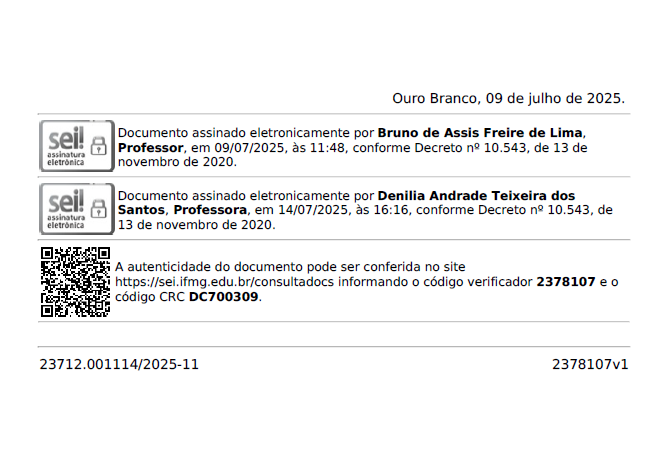 Ouro Branco, 09 de julho de 2025.
sei!
assinatura
eletrônica
Documento assinado eletronicamente por Bruno de Assis Freire de Lima,
Professor, em 09/07/2025, às 11:48, conforme Decreto nº 10.543, de 13 de
novembro de 2020.
sei!
assinatura
eletrônica
Documento assinado eletronicamente por Denilia Andrade Teixeira dos
Santos, Professora, em 14/07/2025, às 16:16, conforme Decreto nº 10.543, de
13 de novembro de 2020.
A autenticidade do documento pode ser conferida no site
https://sei.ifmg.edu.br/consultadocs informando o código verificador 2378107 e o
código CRC DC700309.
23712.001114/2025-11 2378107v1